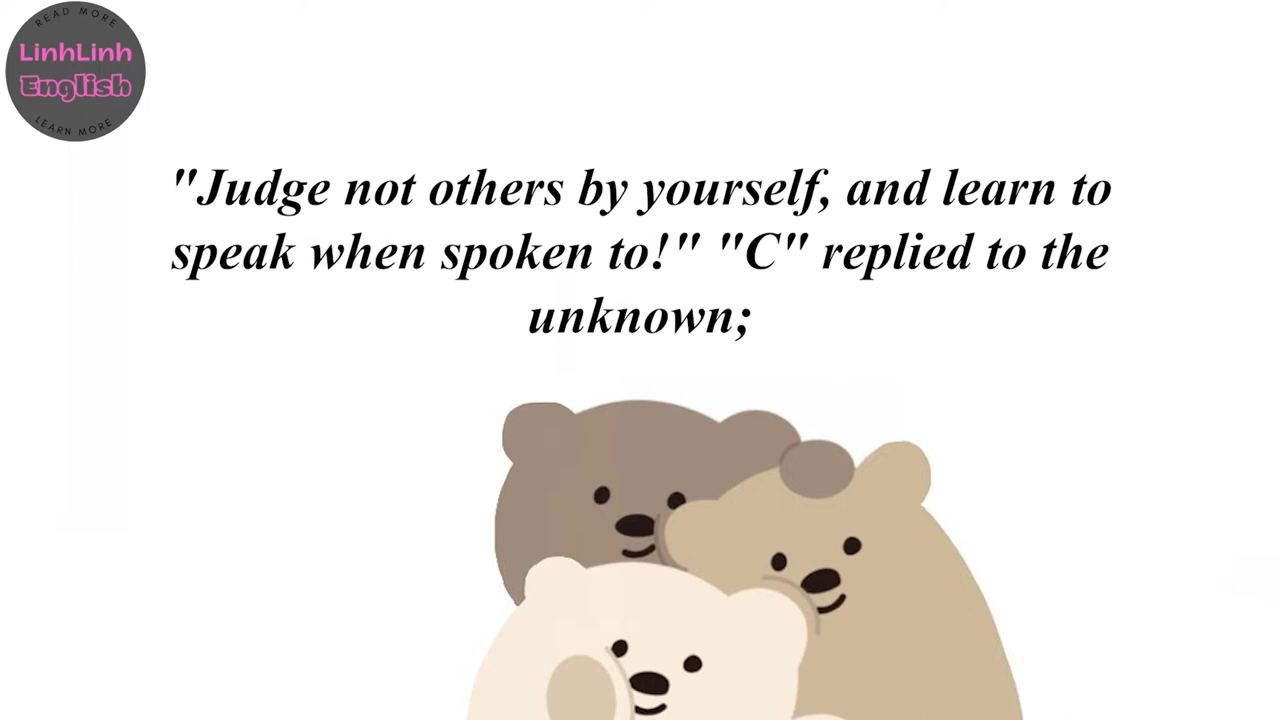 READ MORE
LinhLinh
English
LEARN MORE
"Judge not others by yourself, and learn to
speak when spoken to!" "C" replied to the
unknown;